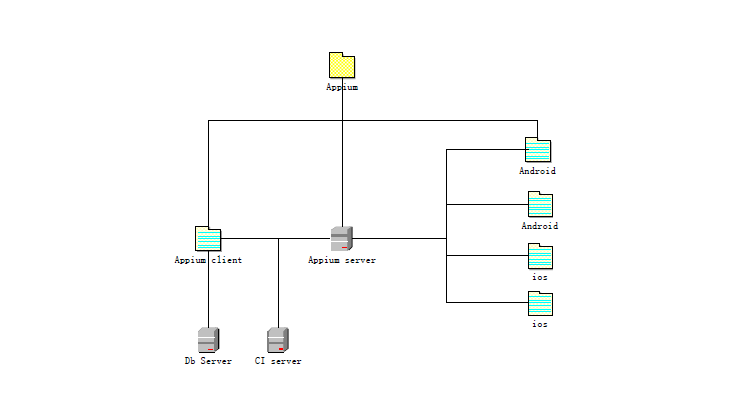 Appium
Android
Android
Appium client
Appium server
ios
ios
Db Server
CI server